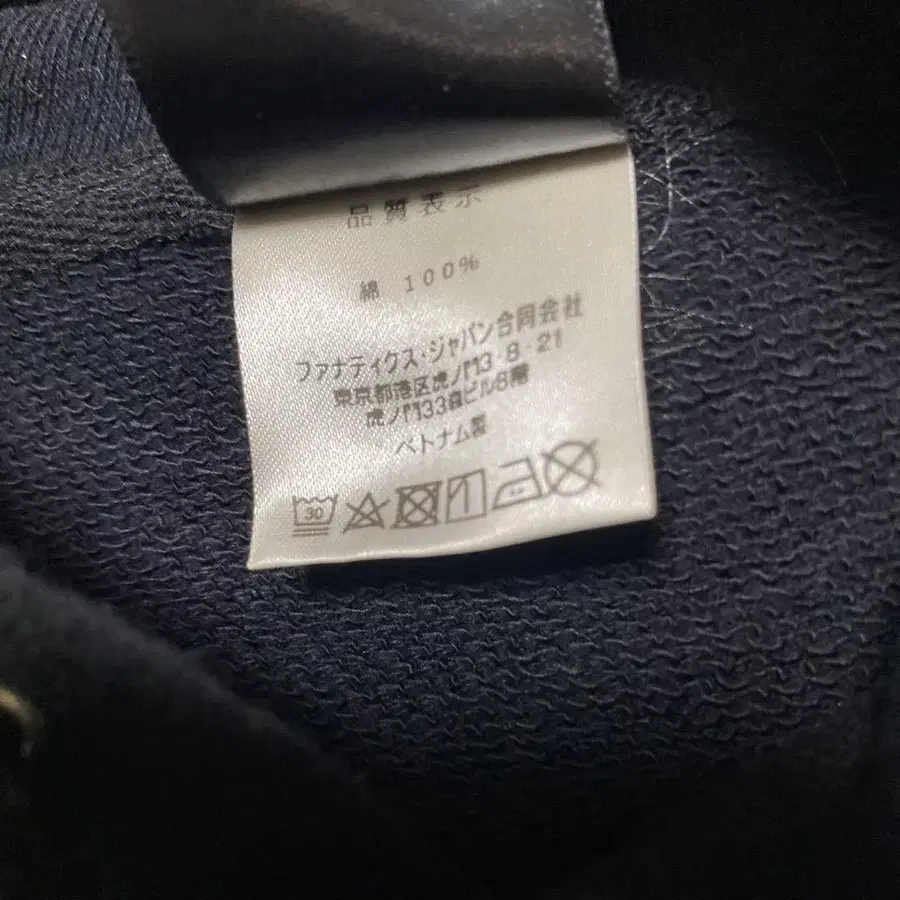 品質表示
綿 100%
ファナティクス・ジャパン合同会社
東京都港区虎ノ門3-8-21
虎ノ門33森ビル8階
ベトナム製
30